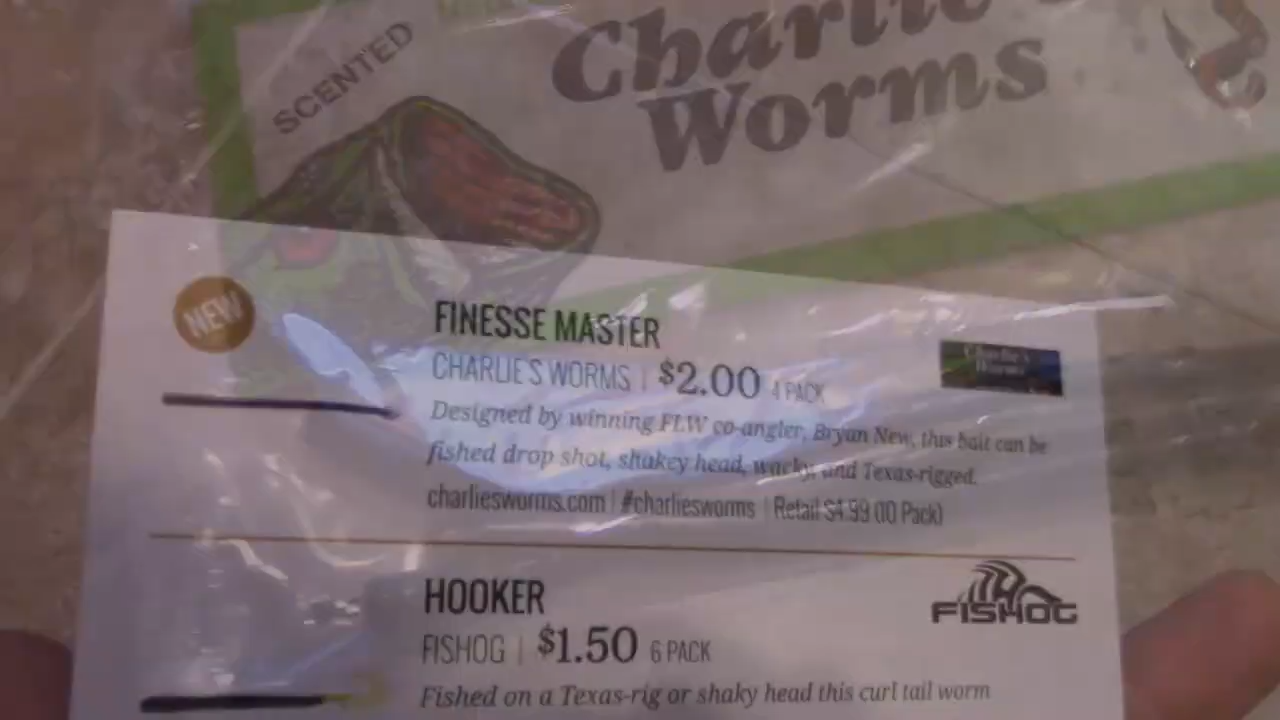 SCENTED
Charlie's
Worms
NEW
FINESSE MASTER
CHARLIE'S WORMS | $2.00 4 PACK
Charlie's
Worms
Designed by winning FLW co-angler, Bryan New, this bait can be
fished drop shot, shakey head, wacky, and Texas-rigged.
charliesworms.com | #charliesworms | Retail $4.99 (10 Pack)
HOOKER
FISHOG
FISHOG | $1.50 6 PACK
Fished on a Texas-rig or shaky head this curl tail worm